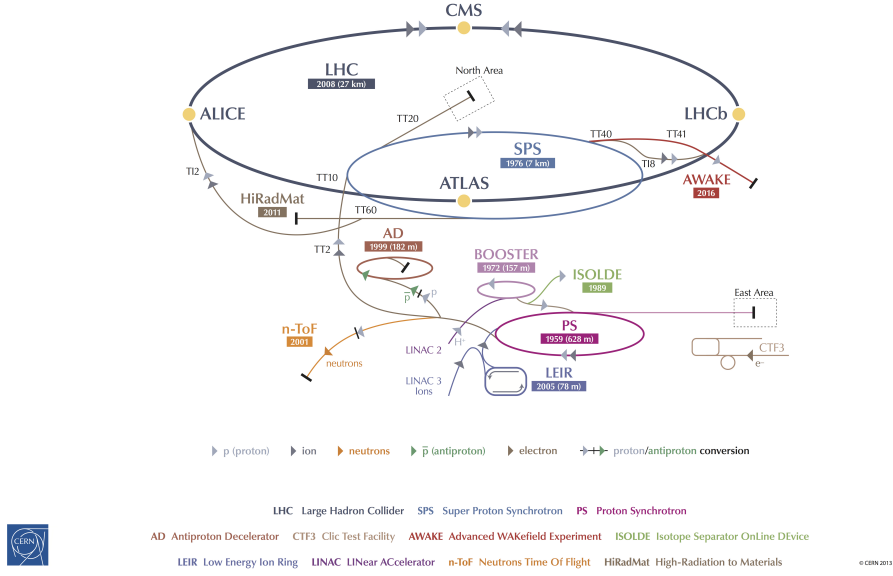 CMS
LHC
2008 (27 km)
North Area
ALICE
LHCb
TT20
TT40
TT41
SPS
1976 (7 km)
TI8
TI2
TT10
ATLAS
AWAKE
2016
HiRadMat
2011
TT60
AD
1999 (182 m)
TT2
BOOSTER
1972 (157 m)
ISOLDE
1989
p
p
East Area
n-ToF
2001
PS
1959 (628 m)
H+
LINAC 2
neutrons
CTF3
e–
LEIR
2005 (78 m)
LINAC 3
Ions
p (proton) ion neutrons p (antiproton) electron proton/antiproton conversion
LHC Large Hadron Collider SPS Super Proton Synchrotron PS Proton Synchrotron
AD Antiproton Decelerator CTF3 Clic Test Facility AWAKE Advanced WAKefield Experiment ISOLDE Isotope Separator OnLine DEvice
LEIR Low Energy Ion Ring LINAC LINear ACcelerator n-ToF Neutrons Time Of Flight HiRadMat High-Radiation to Materials
CERN
© CERN 2013